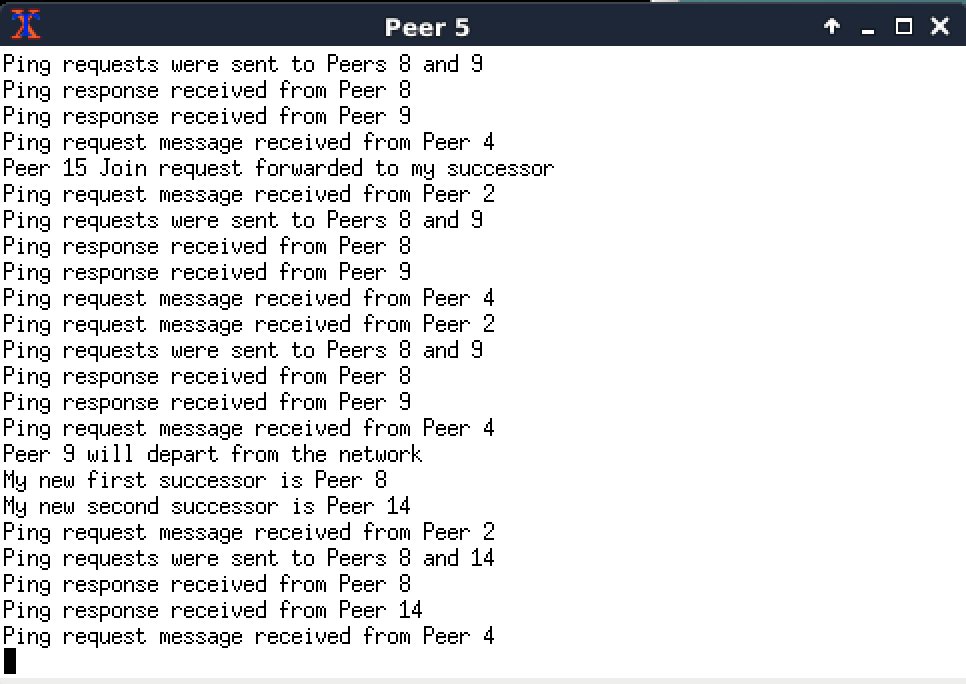 Peer 5
Ping requests were sent to Peers 8 and 9
Ping response received from Peer 8
Ping response received from Peer 9
Ping request message received from Peer 4
Peer 15 Join request forwarded to my successor
Ping request message received from Peer 2
Ping requests were sent to Peers 8 and 9
Ping response received from Peer 8
Ping response received from Peer 9
Ping request message received from Peer 4
Ping request message received from Peer 2
Ping requests were sent to Peers 8 and 9
Ping response received from Peer 8
Ping response received from Peer 9
Ping request message received from Peer 4
Peer 9 will depart from the network
My new first successor is Peer 8
My new second successor is Peer 14
Ping request message received from Peer 2
Ping requests were sent to Peers 8 and 14
Ping response received from Peer 8
Ping response received from Peer 14
Ping request message received from Peer 4